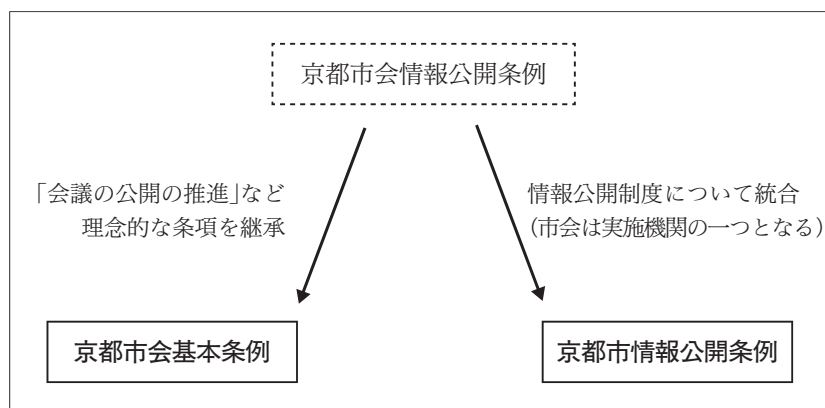 京都市会情報公開条例
「会議の公開の推進」など
理念的な条項を継承
情報公開制度について統合
(市会は実施機関の一つとなる)
京都市会基本条例
京都市情報公開条例